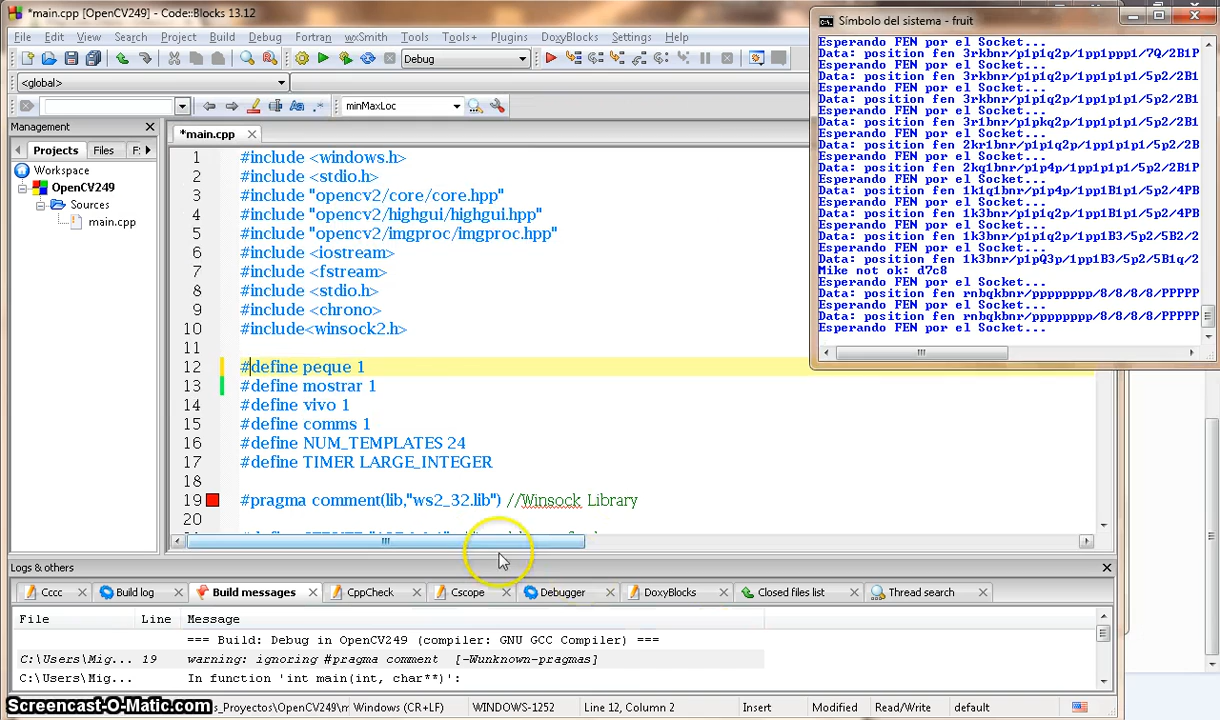 *main.cpp [OpenCV249] - Code::Blocks 13.12
File Edit View Search Project Build Debug Fortran wxSmith Tools Tools+ Plugins DoxyBlocks Settings Help
Debug
<global>
minMaxLoc
Management
Projects Files F:
Workspace
OpenCV249
Sources
main.cpp
*main.cpp
1 #include <windows.h>
2 #include <stdio.h>
3 #include "opencv2/core/core.hpp"
4 #include "opencv2/highgui/highgui.hpp"
5 #include "opencv2/imgproc/imgproc.hpp"
6 #include <iostream>
7 #include <fstream>
8 #include <stdio.h>
9 #include <chrono>
10 #include<winsock2.h>
11
12 #define peque 1
13 #define mostrar 1
14 #define vivo 1
15 #define comms 1
16 #define NUM_TEMPLATES 24
17 #define TIMER LARGE_INTEGER
18
19 #pragma comment(lib,"ws2_32.lib") //Winsock Library
20
Símbolo del sistema - fruit
Esperando FEN por el Socket...
Data: position fen 3rkbnr/p1p1q2p/1pp1ppp1/7Q/2B1P
Esperando FEN por el Socket...
Data: position fen 3rkbnr/p1p1q2p/1pp1p1p1/5p2/2B1
Esperando FEN por el Socket...
Data: position fen 3rkbnr/p1p1q2p/1pp1p1p1/5p2/2B1
Esperando FEN por el Socket...
Data: position fen 3r1bnr/p1pkq2p/1pp1p1p1/5p2/2B1
Esperando FEN por el Socket...
Data: position fen 2kr1bnr/p1p1q2p/1pp1p1p1/5p2/2B
Esperando FEN por el Socket...
Data: position fen 2kq1bnr/p1p4p/1pp1p1p1/5p2/2B1P
Esperando FEN por el Socket...
Data: position fen 1k1q1bnr/p1p4p/1pp1B1p1/5p2/4PB
Esperando FEN por el Socket...
Data: position fen 1k3bnr/p1p1q2p/1pp1B1p1/5p2/4PB
Esperando FEN por el Socket...
Data: position fen 1k3bnr/p1p1q2p/1pp1B3/5p2/5B2/2
Esperando FEN por el Socket...
Data: position fen 1k3bnr/p1pQ3p/1pp1B3/5p2/5B1q/2
Mike not ok: d7c8
Esperando FEN por el Socket...
Data: position fen rnbqkbnr/pppppppp/8/8/8/8/PPPPP
Esperando FEN por el Socket...
Data: position fen rnbqkbnr/pppppppp/8/8/8/8/PPPPP
Esperando FEN por el Socket...
Logs & others
Cccc Build log Build messages CppCheck Cscope Debugger DoxyBlocks Closed files list Thread search
File Line Message
=== Build: Debug in OpenCV249 (compiler: GNU GCC Compiler) ===
C:\Users\Mig... 19 warning: ignoring #pragma comment [-Wunknown-pragmas]
C:\Users\Mig... In function 'int main(int, char**)':
Screencast-O-Matic.com
s_Proyectos\OpenCV249\m Windows (CR+LF) WINDOWS-1252 Line 12, Column 2 Insert Modified Read/Write default